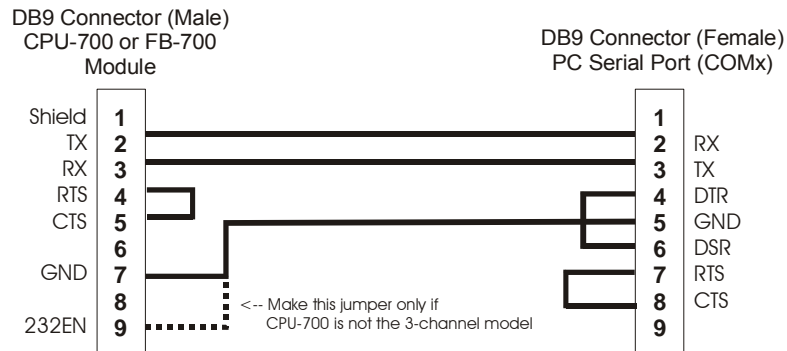 DB9 Connector (Male)
CPU-700 or FB-700
Module
DB9 Connector (Female)
PC Serial Port (COMx)
Shield 1
TX 2
RX 3
RTS 4
CTS 5
6
GND 7
8
232EN 9
<-- Make this jumper only if
CPU-700 is not the 3-channel model
1
2 RX
3 TX
4 DTR
5 GND
6 DSR
7 RTS
8 CTS
9